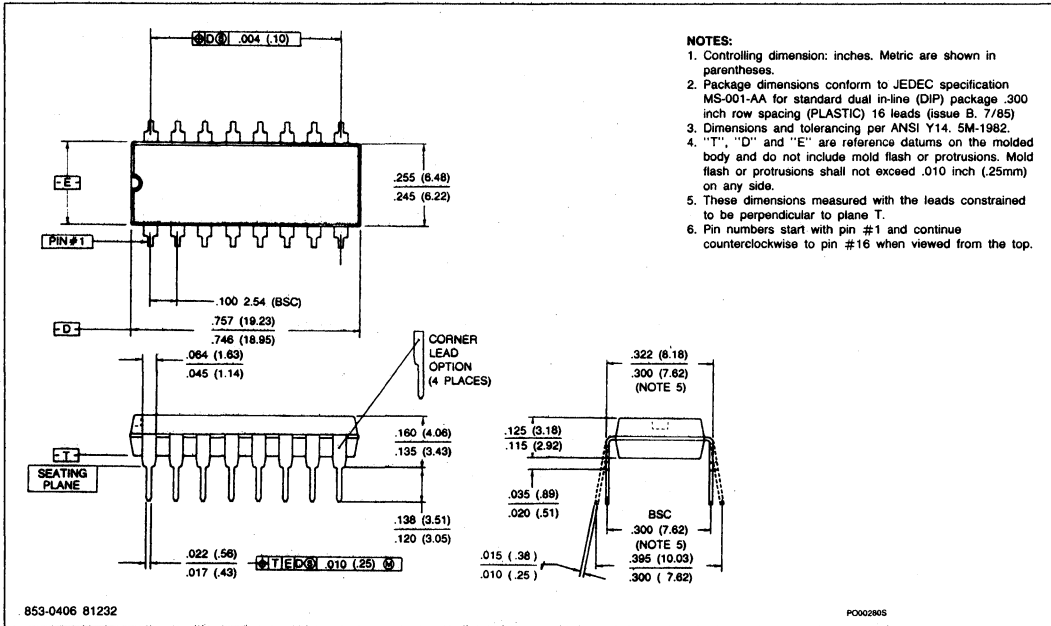 ⌖ D Ⓢ .004 (.10)
-E-
PIN #1
.255 (6.48)
.245 (6.22)
.100 2.54 (BSC)
-D-
.757 (19.23)
.746 (18.95)
.064 (1.63)
.045 (1.14)
CORNER
LEAD
OPTION
(4 PLACES)
-T-
SEATING
PLANE
.160 (4.06)
.135 (3.43)
.138 (3.51)
.120 (3.05)
.022 (.56)
.017 (.43)
⌖ T E D Ⓢ .010 (.25) Ⓜ
NOTES:
1. Controlling dimension: inches. Metric are shown in
parentheses.
2. Package dimensions conform to JEDEC specification
MS-001-AA for standard dual in-line (DIP) package .300
inch row spacing (PLASTIC) 16 leads (issue B. 7/85)
3. Dimensions and tolerancing per ANSI Y14. 5M-1982.
4. "T", "D" and "E" are reference datums on the molded
body and do not include mold flash or protrusions. Mold
flash or protrusions shall not exceed .010 inch (.25mm)
on any side.
5. These dimensions measured with the leads constrained
to be perpendicular to plane T.
6. Pin numbers start with pin #1 and continue
counterclockwise to pin #16 when viewed from the top.
.322 (8.18)
.300 (7.62)
(NOTE 5)
.125 (3.18)
.115 (2.92)
.035 (.89)
.020 (.51)
BSC
.300 (7.62)
(NOTE 5)
.395 (10.03)
.300 ( 7.62)
.015 (.38)
.010 (.25)
853-0406 81232
PO00280S